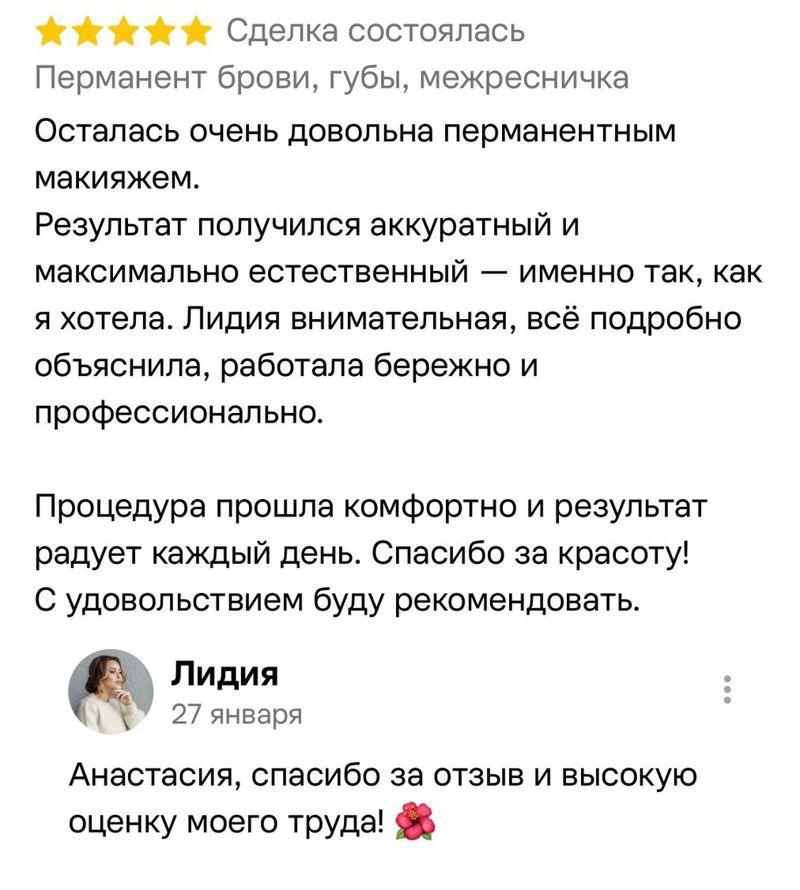 Сделка состоялась
Перманент брови, губы, межресничка
Осталась очень довольна перманентным
макияжем.
Результат получился аккуратный и
максимально естественный — именно так, как
я хотела. Лидия внимательная, всё подробно
объяснила, работала бережно и
профессионально.
Процедура прошла комфортно и результат
радует каждый день. Спасибо за красоту!
С удовольствием буду рекомендовать.
Лидия
27 января
Анастасия, спасибо за отзыв и высокую
оценку моего труда! 🌺